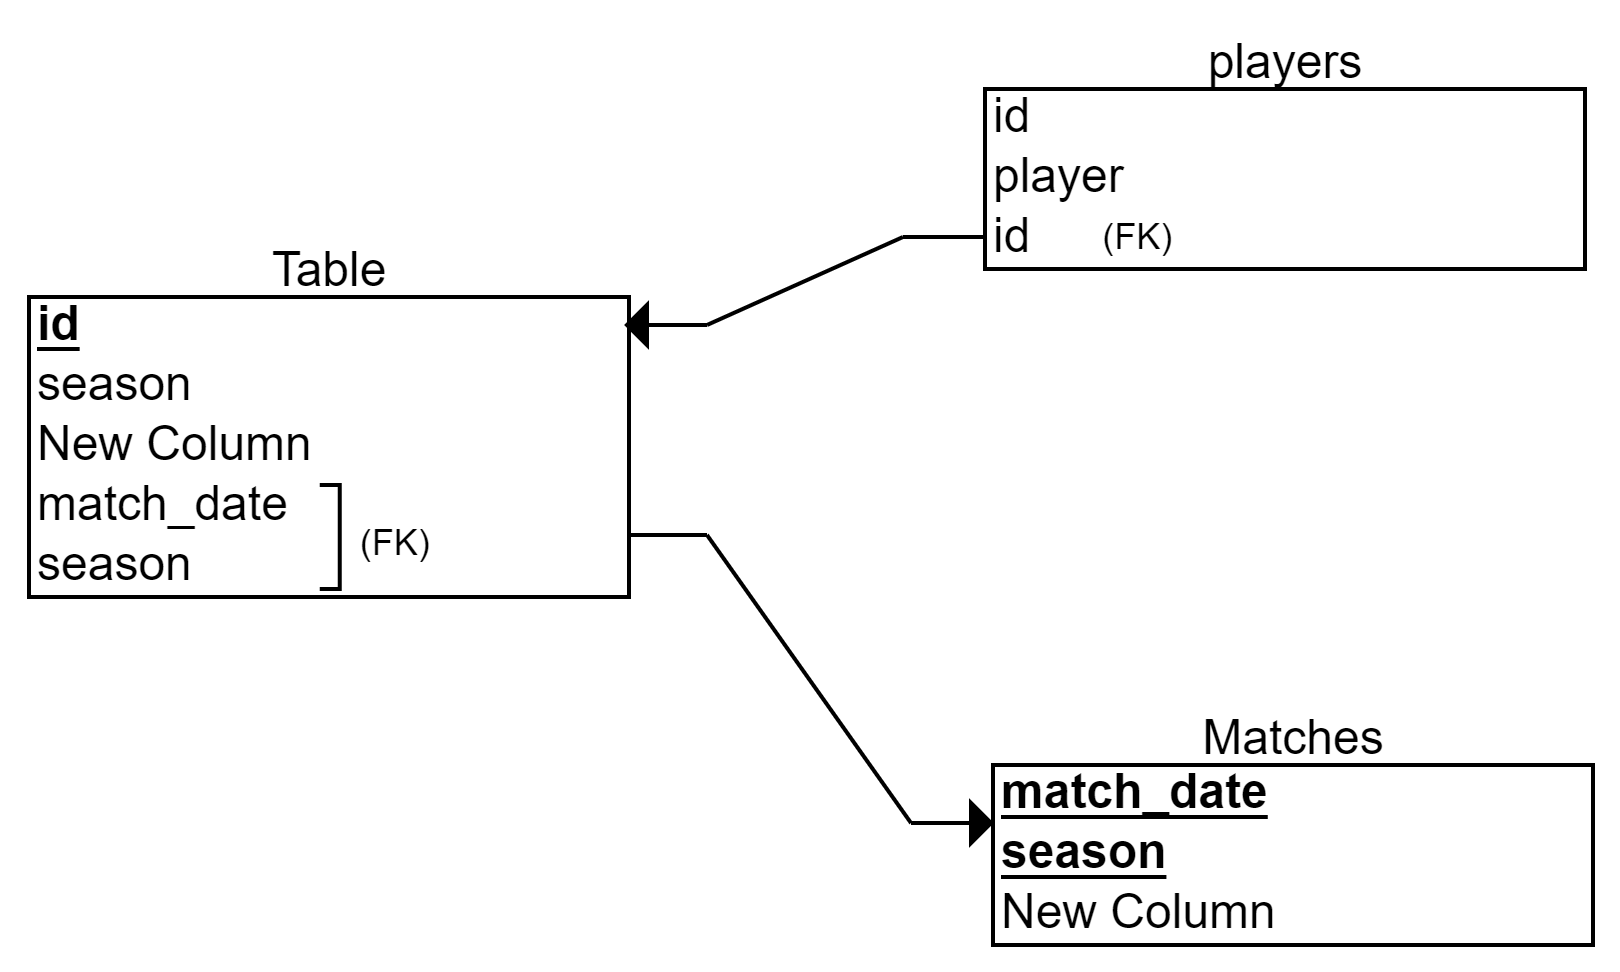 players
id
player
id (FK)
Table
id
season
New Column
match_date
(FK)
season
Matches
match_date
season
New Column